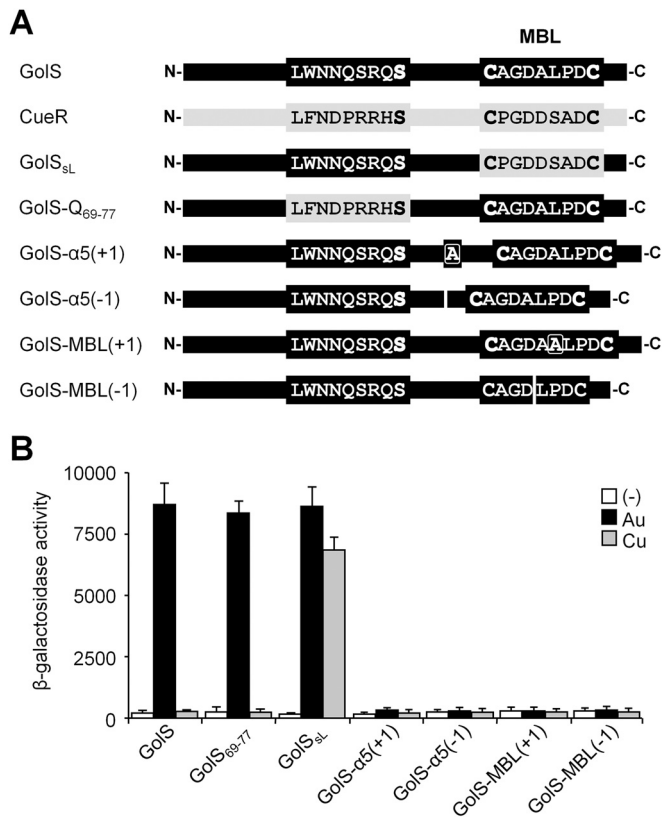 A
MBL
GolS N- LWNNQSRQS CAGDALPDC -C
CueR N- LFNDPRRHS CPGDDSADC -C
GolSsL N- LWNNQSRQS CPGDDSADC -C
GolS-Q69-77 N- LFNDPRRHS CAGDALPDC -C
GolS-α5(+1) N- LWNNQSRQS A CAGDALPDC -C
GolS-α5(-1) N- LWNNQSRQS CAGDALPDC -C
GolS-MBL(+1) N- LWNNQSRQS CAGDAALPDC -C
GolS-MBL(-1) N- LWNNQSRQS CAGDLPDC -C
B
β-galactosidase activity
10000
7500
5000
2500
0
(-)
Au
Cu
GolS
GolS69-77
GolSsL
GolS-α5(+1)
GolS-α5(-1)
GolS-MBL(+1)
GolS-MBL(-1)